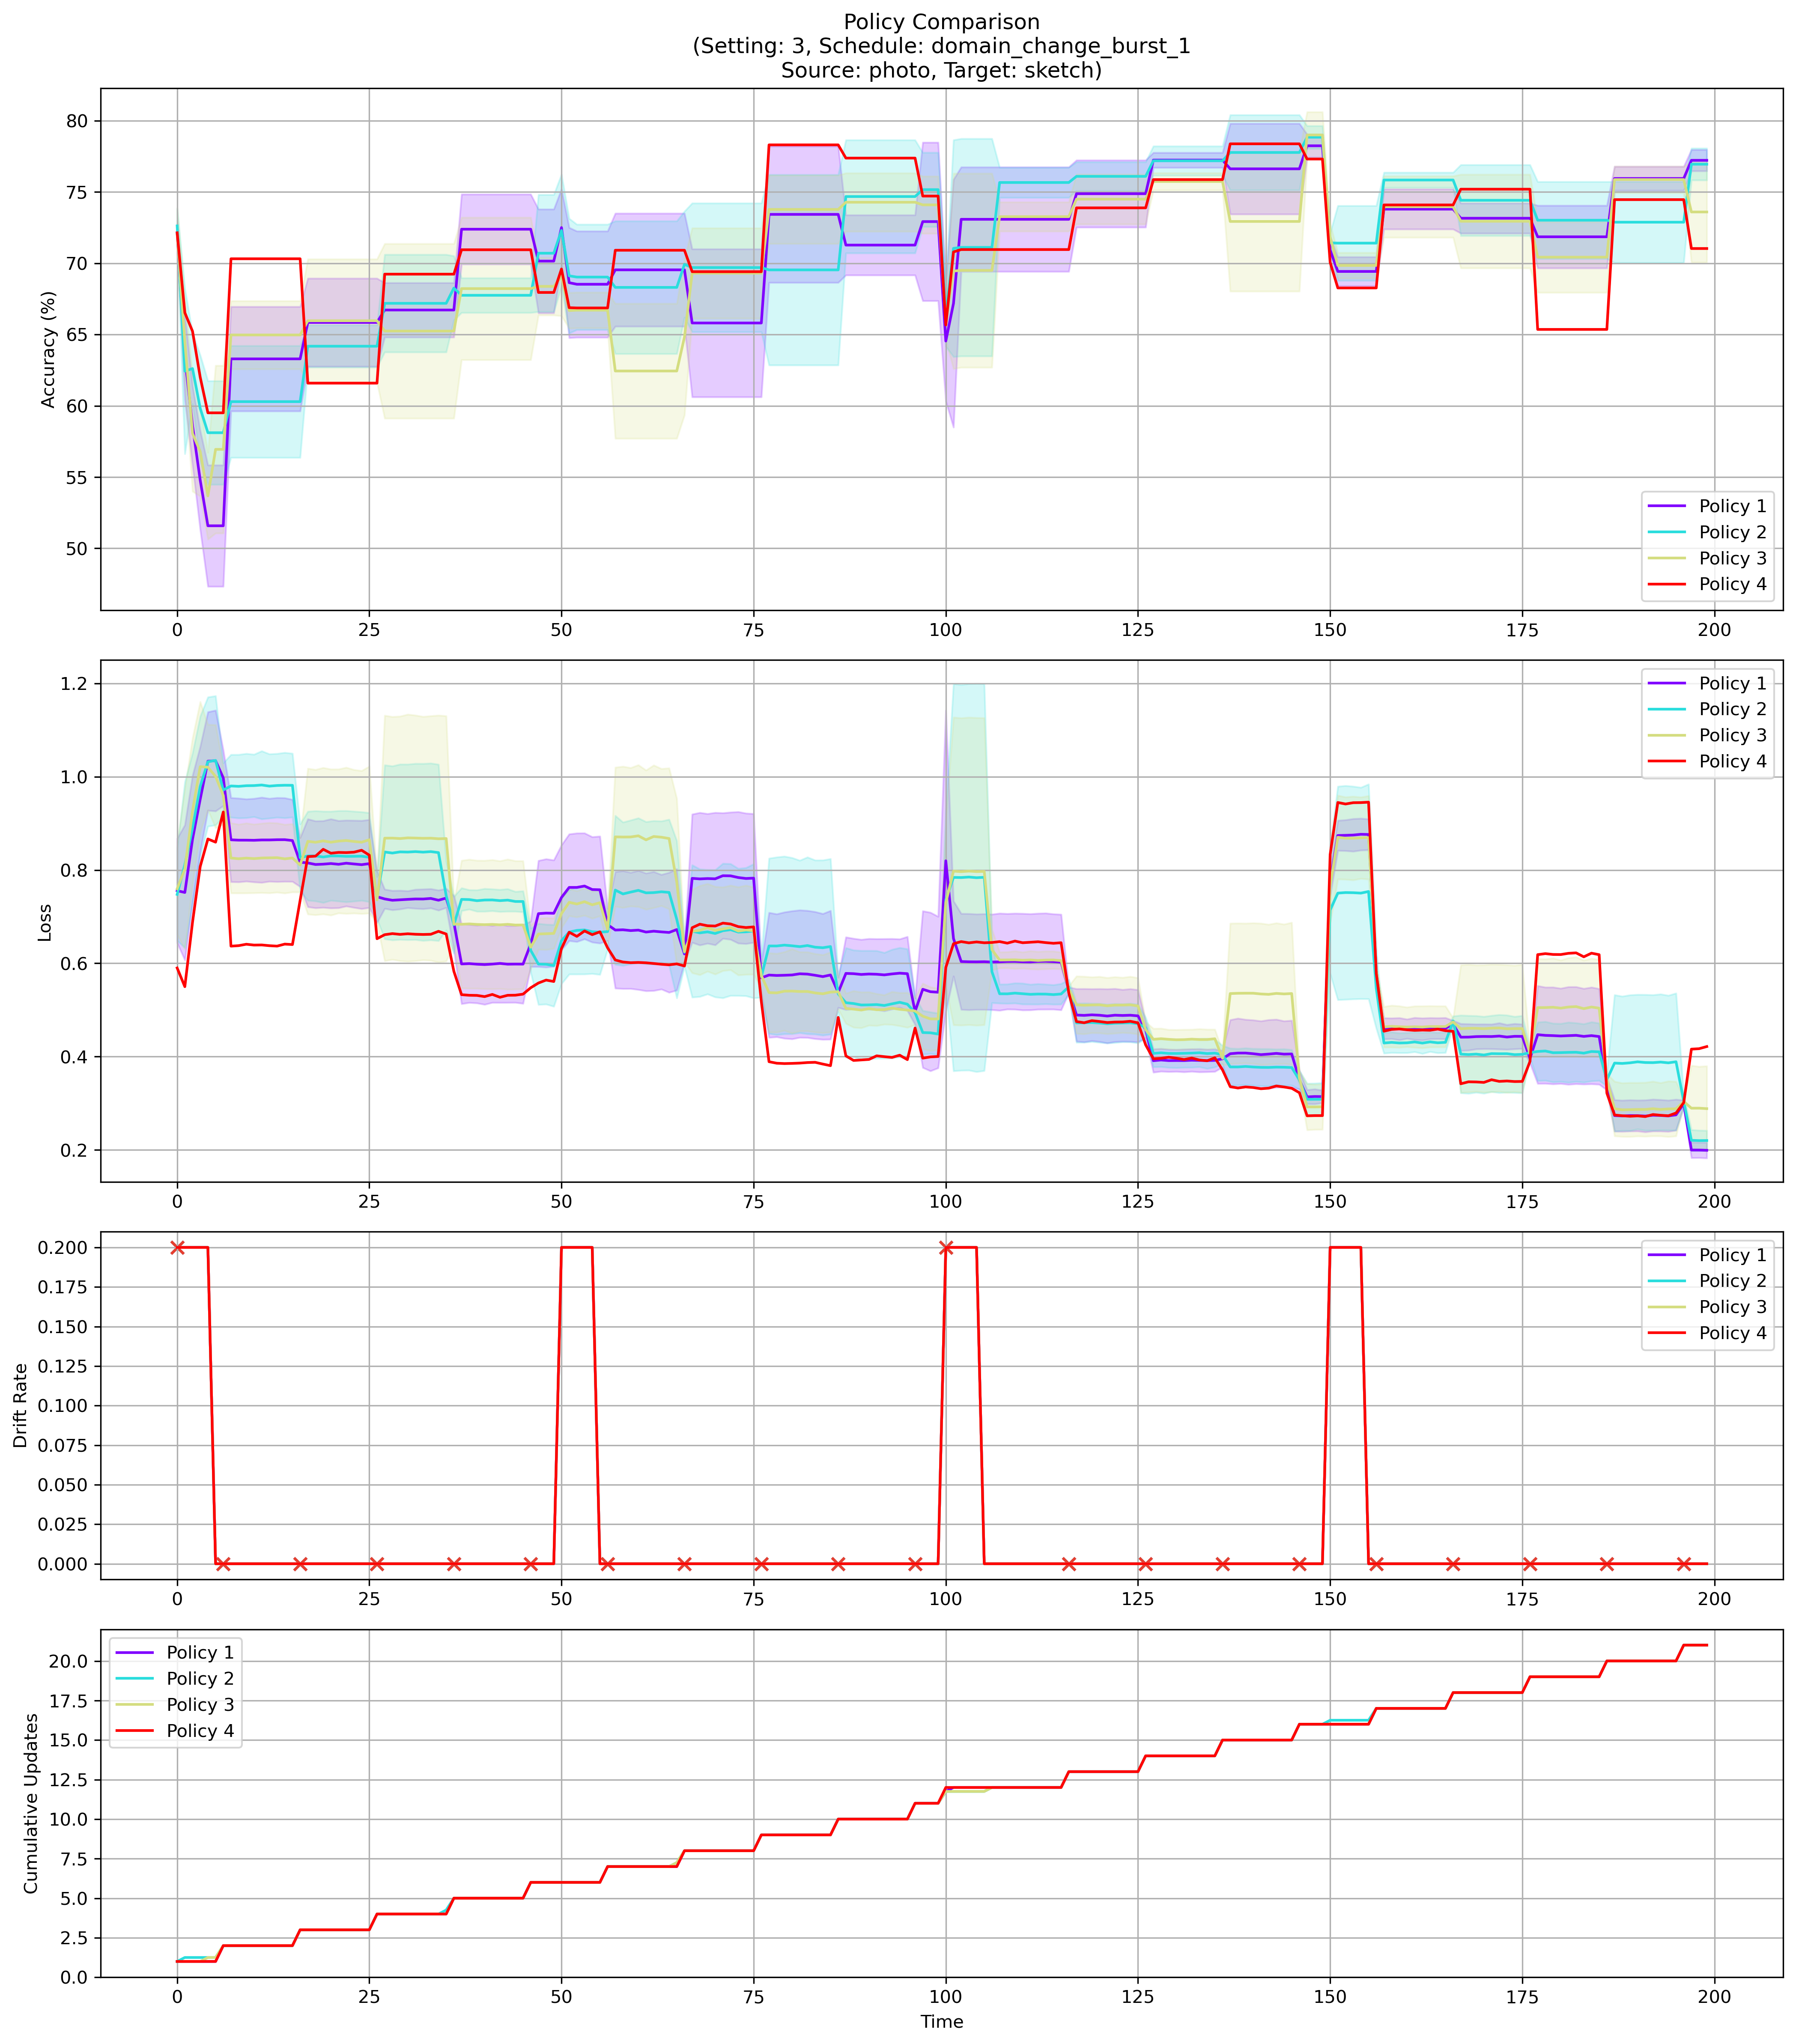 Policy Comparison
(Setting: 3, Schedule: domain_change_burst_1
Source: photo, Target: sketch)
Accuracy (%)
80
75
70
65
60
55
50
0 25 50 75 100 125 150 175 200
Policy 1
Policy 2
Policy 3
Policy 4
Loss
1.2
1.0
0.8
0.6
0.4
0.2
0 25 50 75 100 125 150 175 200
Policy 1
Policy 2
Policy 3
Policy 4
Drift Rate
0.200
0.175
0.150
0.125
0.100
0.075
0.050
0.025
0.000
0 25 50 75 100 125 150 175 200
Policy 1
Policy 2
Policy 3
Policy 4
Cumulative Updates
20.0
17.5
15.0
12.5
10.0
7.5
5.0
2.5
0.0
0 25 50 75 100 125 150 175 200
Policy 1
Policy 2
Policy 3
Policy 4
Time